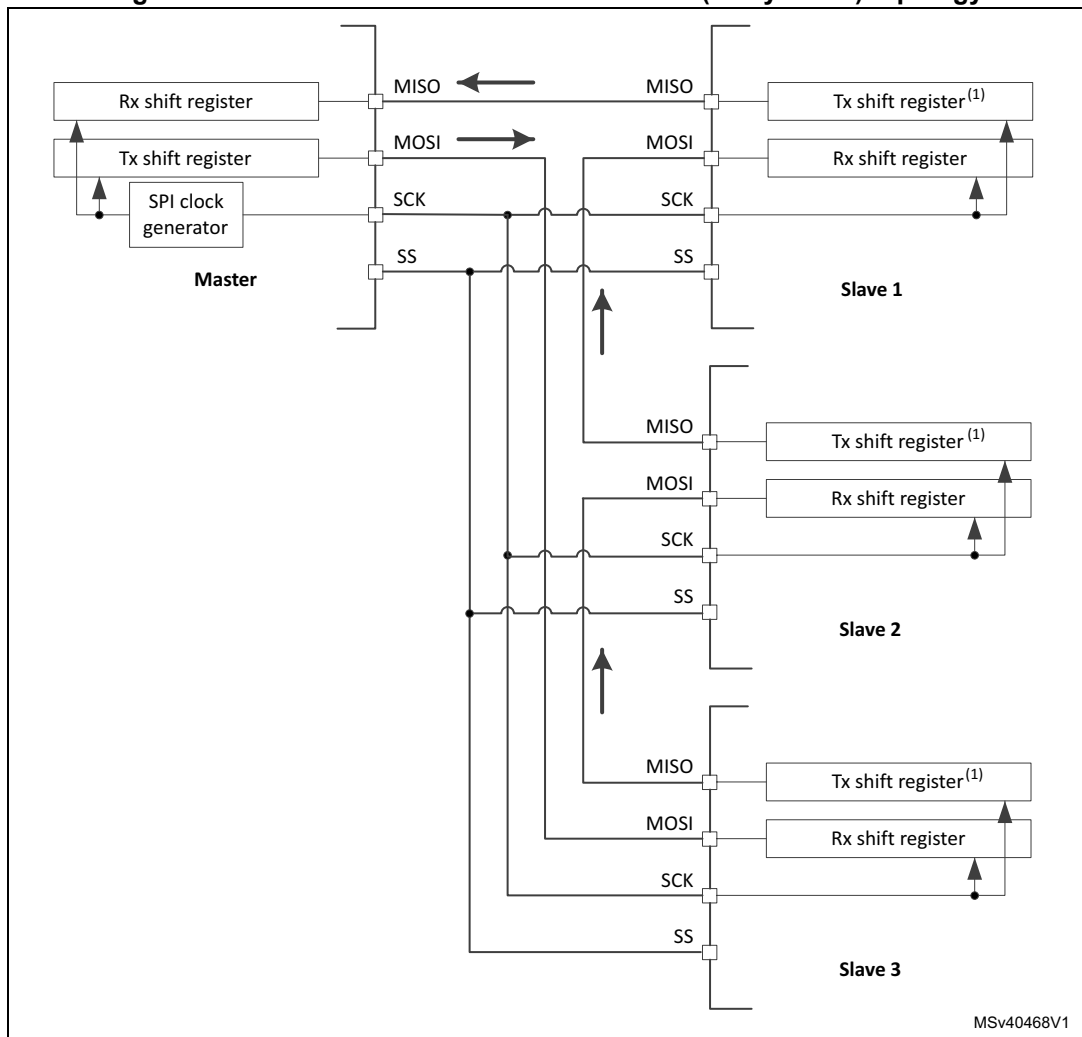 MISO
MISO
Rx shift register
Tx shift register(1)
MOSI
MOSI
Tx shift register
Rx shift register
SPI clock
generator
SCK
SCK
SS
SS
Master
Slave 1
MISO
Tx shift register(1)
MOSI
Rx shift register
SCK
SS
Slave 2
MISO
Tx shift register(1)
MOSI
Rx shift register
SCK
SS
Slave 3
MSv40468V1